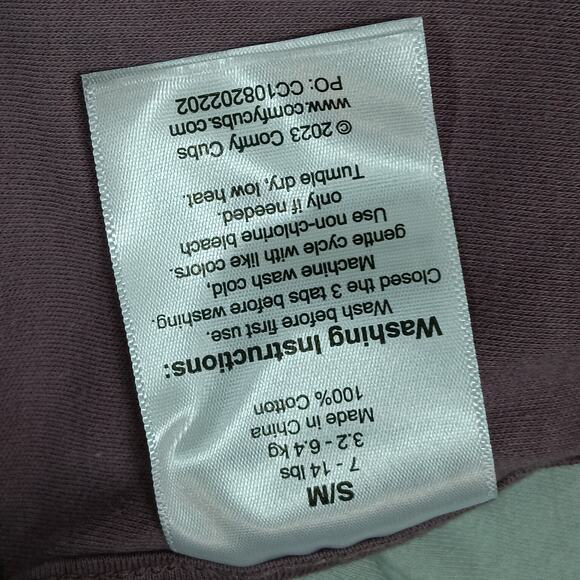 S/M
7 - 14 lbs
3.2 - 6.4 kg
Made in China
100% Cotton
Washing Instructions:
Wash before first use.
Closed the 3 tabs before washing.
Machine wash cold,
gentle cycle with like colors.
Use non-chlorine bleach
only if needed.
Tumble dry, low heat.
© 2023 Comfy Cubs
www.comfycubs.com
PO: CC108202202